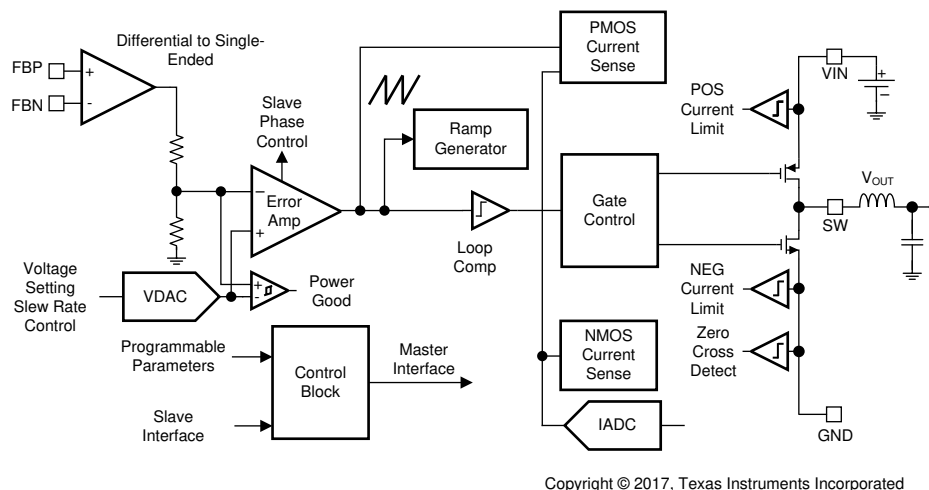 Differential to Single-
Ended
FBP
FBN
+
-
Slave
Phase
Control
Ramp
Generator
PMOS
Current
Sense
VIN
+
−
POS
Current
Limit
−
Error
Amp
+
Loop
Comp
Gate
Control
VOUT
SW
Voltage
Setting
Slew Rate
Control
VDAC
+
-
Power
Good
NEG
Current
Limit
Programmable
Parameters
Control
Block
Master
Interface
Slave
Interface
NMOS
Current
Sense
Zero
Cross
Detect
IADC
GND
Copyright © 2017, Texas Instruments Incorporated